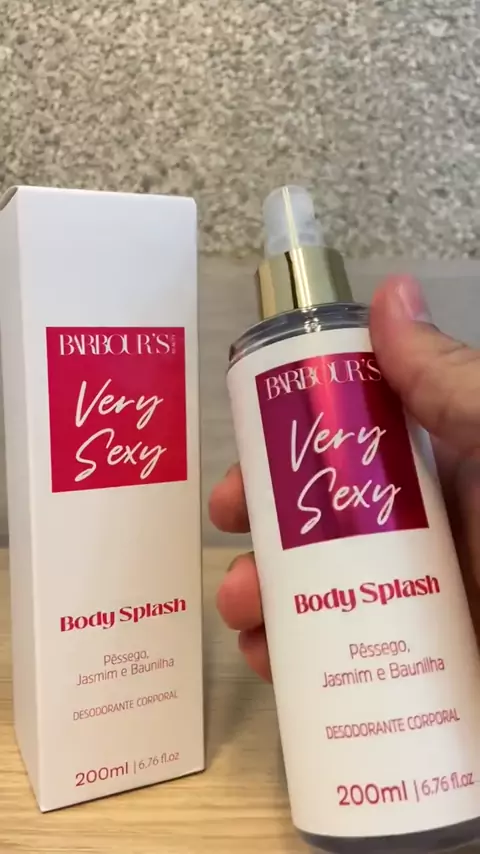 BARBOUR'S
Very
Sexy
Body Splash
Pêssego,
Jasmim e Baunilha
DESODORANTE CORPORAL
200ml | 6.76 fl.oz
BARBOUR'S
Very
Sexy
Body Splash
Pêssego,
Jasmim e Baunilha
DESODORANTE CORPORAL
200ml | 6.76 fl.oz